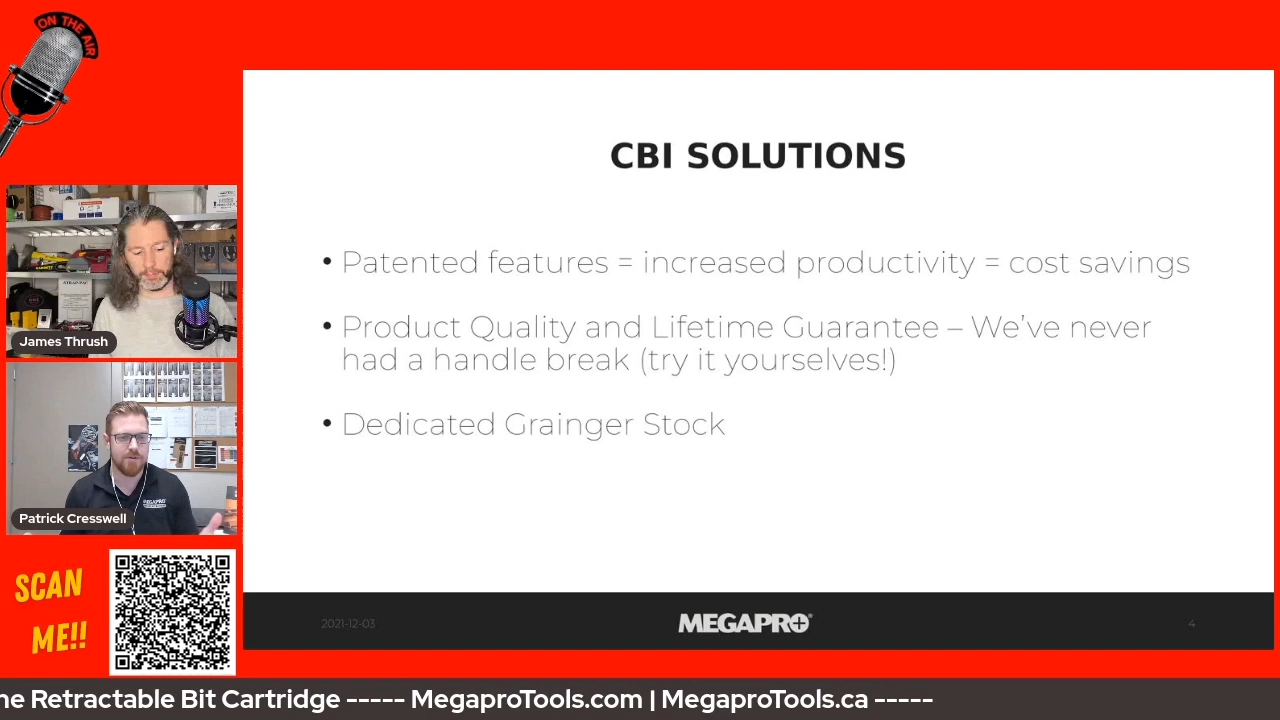 ON THE AIR
CBI SOLUTIONS
• Patented features = increased productivity = cost savings
• Product Quality and Lifetime Guarantee – We’ve never
had a handle break (try it yourselves!)
• Dedicated Grainger Stock
James Thrush
Patrick Cresswell
MEGAPRO
SCAN
ME!!
2021-12-03
MEGAPRO
4
ne Retractable Bit Cartridge ----- MegaproTools.com | MegaproTools.ca -----